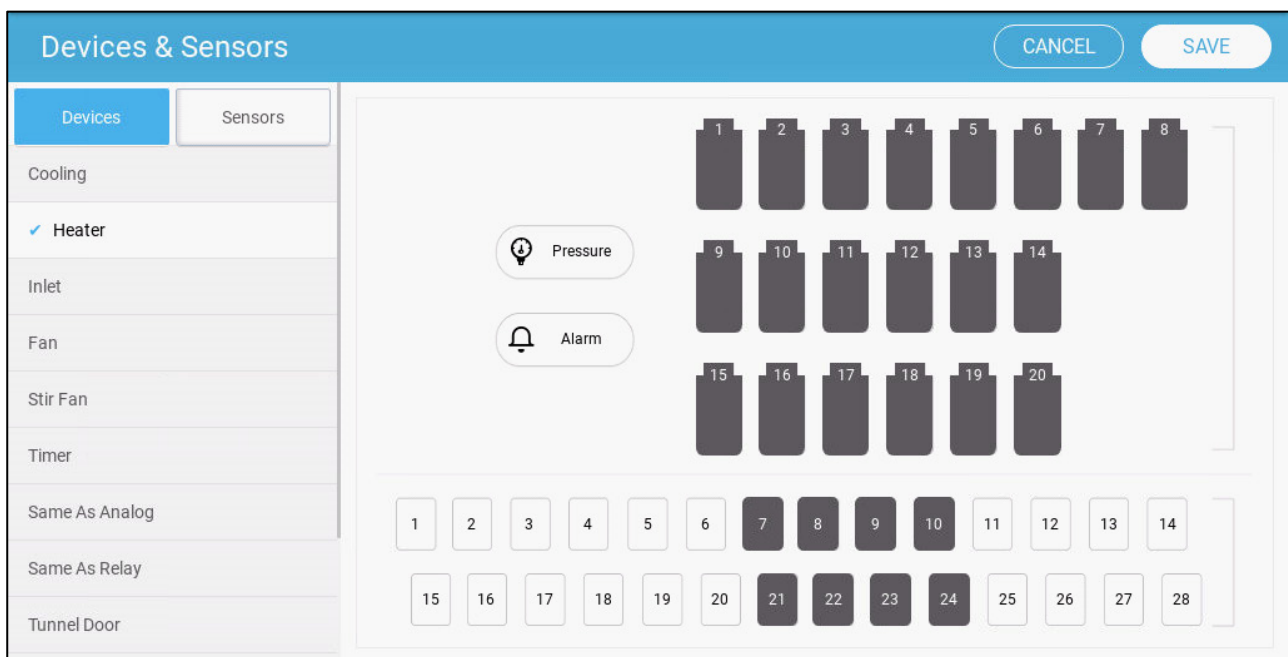 Devices & Sensors
CANCEL
SAVE
Devices
Sensors
Cooling
Heater
Inlet
Fan
Stir Fan
Timer
Same As Analog
Same As Relay
Tunnel Door
Pressure
Alarm
1 2 3 4 5 6 7 8
9 10 11 12 13 14
15 16 17 18 19 20
1 2 3 4 5 6 7 8 9 10 11 12 13 14
15 16 17 18 19 20 21 22 23 24 25 26 27 28